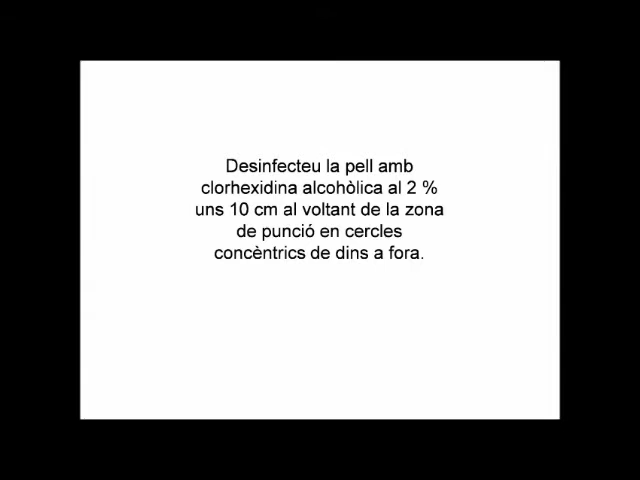 Desinfecteu la pell amb
clorhexidina alcohòlica al 2 %
uns 10 cm al voltant de la zona
de punció en cercles
concèntrics de dins a fora.